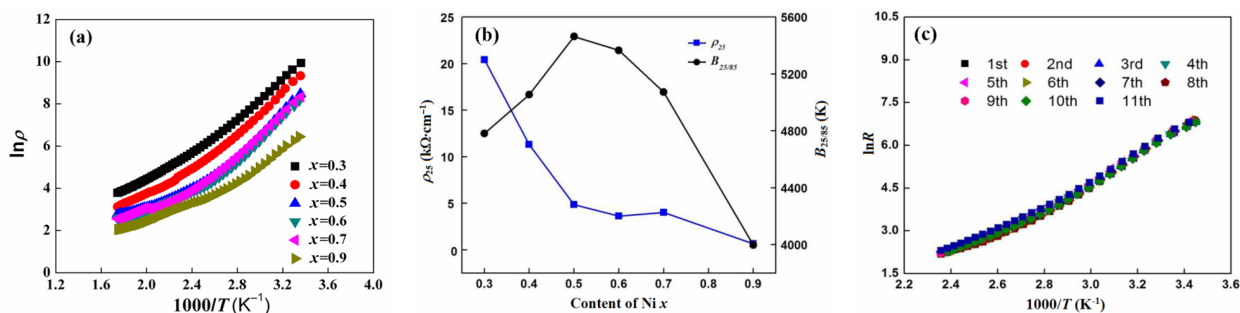 (a)
12
10
8
6
4
2
0
lnρ
1.6
2.0
2.4
2.8
3.2
3.6
4.0
1000/T (K⁻¹)
x=0.3
x=0.4
x=0.5
x=0.6
x=0.7
x=0.9
(b)
25
20
15
10
5
0
ρ25 (kΩ·cm⁻¹)
5600
5200
4800
4400
4000
B25/85 (K)
ρ25
B25/85
0.3 0.4 0.5 0.6 0.7 0.8 0.9
Content of Ni x
(c)
10.5
9.0
7.5
6.0
4.5
3.0
1.5
lnR
1st 2nd 3rd 4th
5th 6th 7th 8th
9th 10th 11th
2.2 2.4 2.6 2.8 3.0 3.2 3.4 3.6
1000/T (K⁻¹)